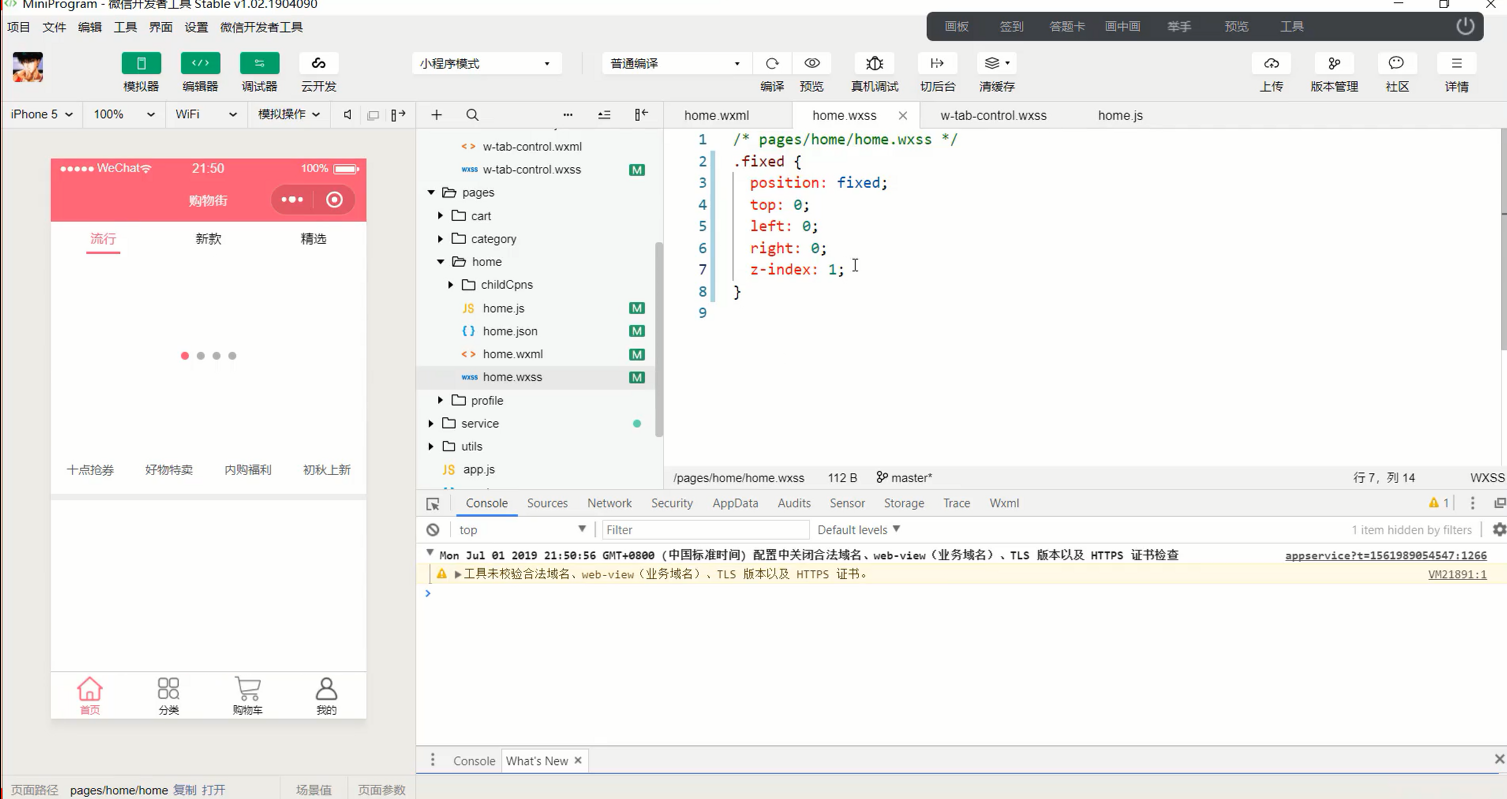 MiniProgram - 微信开发者工具 Stable v1.02.1904090
项目 文件 编辑 工具 界面 设置 微信开发者工具
画板 签到 答题卡 画中画 举手 预览 工具
模拟器 编辑器 调试器 云开发
小程序模式 普通编译
编译 预览 真机调试 切后台 清缓存
上传 版本管理 社区 详情
iPhone 5 100% WiFi 模拟操作
WeChat 21:50 100%
购物街
流行 新款 精选
十点抢券 好物特卖 内购福利 初秋上新
首页 分类 购物车 我的
页面路径 pages/home/home 复制 打开 场景值 页面参数
w-tab-control.wxml
wxss w-tab-control.wxss M
pages
cart
category
home
childCpns
JS home.js M
{ } home.json M
< > home.wxml M
wxss home.wxss M
profile
service
utils
JS app.js
home.wxml home.wxss w-tab-control.wxss home.js
1 /* pages/home/home.wxss */
2 .fixed {
3 position: fixed;
4 top: 0;
5 left: 0;
6 right: 0;
7 z-index: 1;
8 }
9
/pages/home/home.wxss 112 B master* 行 7，列 14 WXSS
Console Sources Network Security AppData Audits Sensor Storage Trace Wxml 1
top Filter Default levels 1 item hidden by filters
Mon Jul 01 2019 21:50:56 GMT+0800 (中国标准时间) 配置中关闭合法域名、web-view（业务域名）、TLS 版本以及 HTTPS 证书检查 appservice?t=1561989054547:1266
工具未校验合法域名、web-view（业务域名）、TLS 版本以及 HTTPS 证书。 VM21891:1
Console What's New